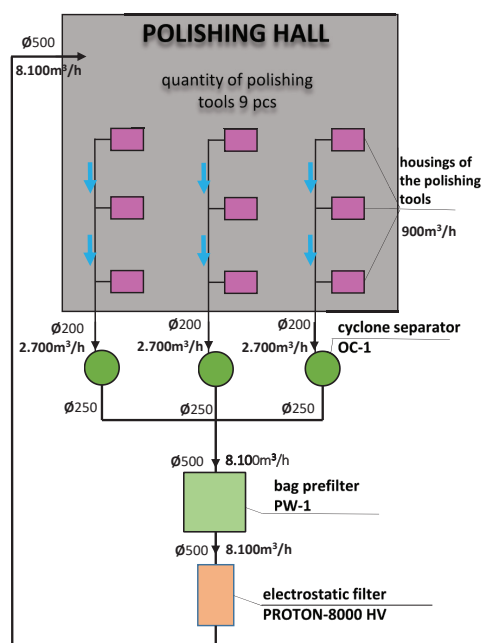 POLISHING HALL
Ø500
8.100m³/h
quantity of polishing
tools 9 pcs
housings of
the polishing
tools
900m³/h
Ø200
2.700m³/h
Ø200
2.700m³/h
Ø200
2.700m³/h
cyclone separator
OC-1
Ø250
Ø250
Ø250
Ø500 8.100m³/h
bag prefilter
PW-1
Ø500 8.100m³/h
electrostatic filter
PROTON-8000 HV